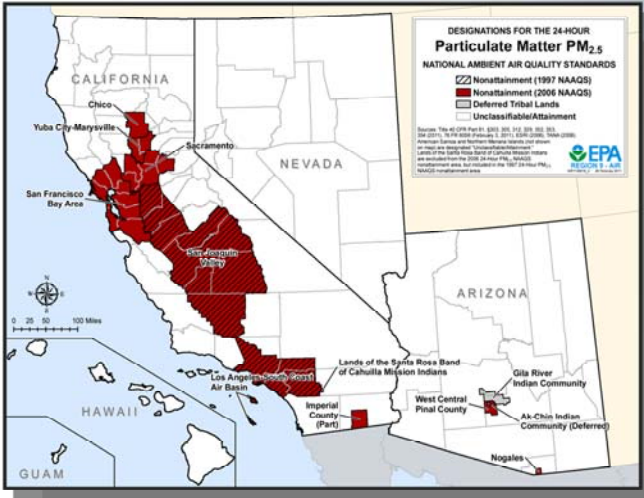 DESIGNATIONS FOR THE 24-HOUR
Particulate Matter PM2.5
NATIONAL AMBIENT AIR QUALITY STANDARDS
Nonattainment (1997 NAAQS)
Nonattainment (2006 NAAQS)
Deferred Tribal Lands
Unclassifiable/Attainment
EPA
REGION 9 - AIR
CALIFORNIA
Chico
Yuba City-Marysville
Sacramento
NEVADA
San Francisco
Bay Area
San Joaquin
Valley
0 25 50 100 Miles
ARIZONA
Lands of the Santa Rosa Band
of Cahuilla Mission Indians
Los Angeles-South Coast
Air Basin
Gila River
Indian Community
West Central
Pinal County
Imperial
County
(Part)
Ak-Chin Indian
Community (Deferred)
HAWAII
Nogales
GUAM